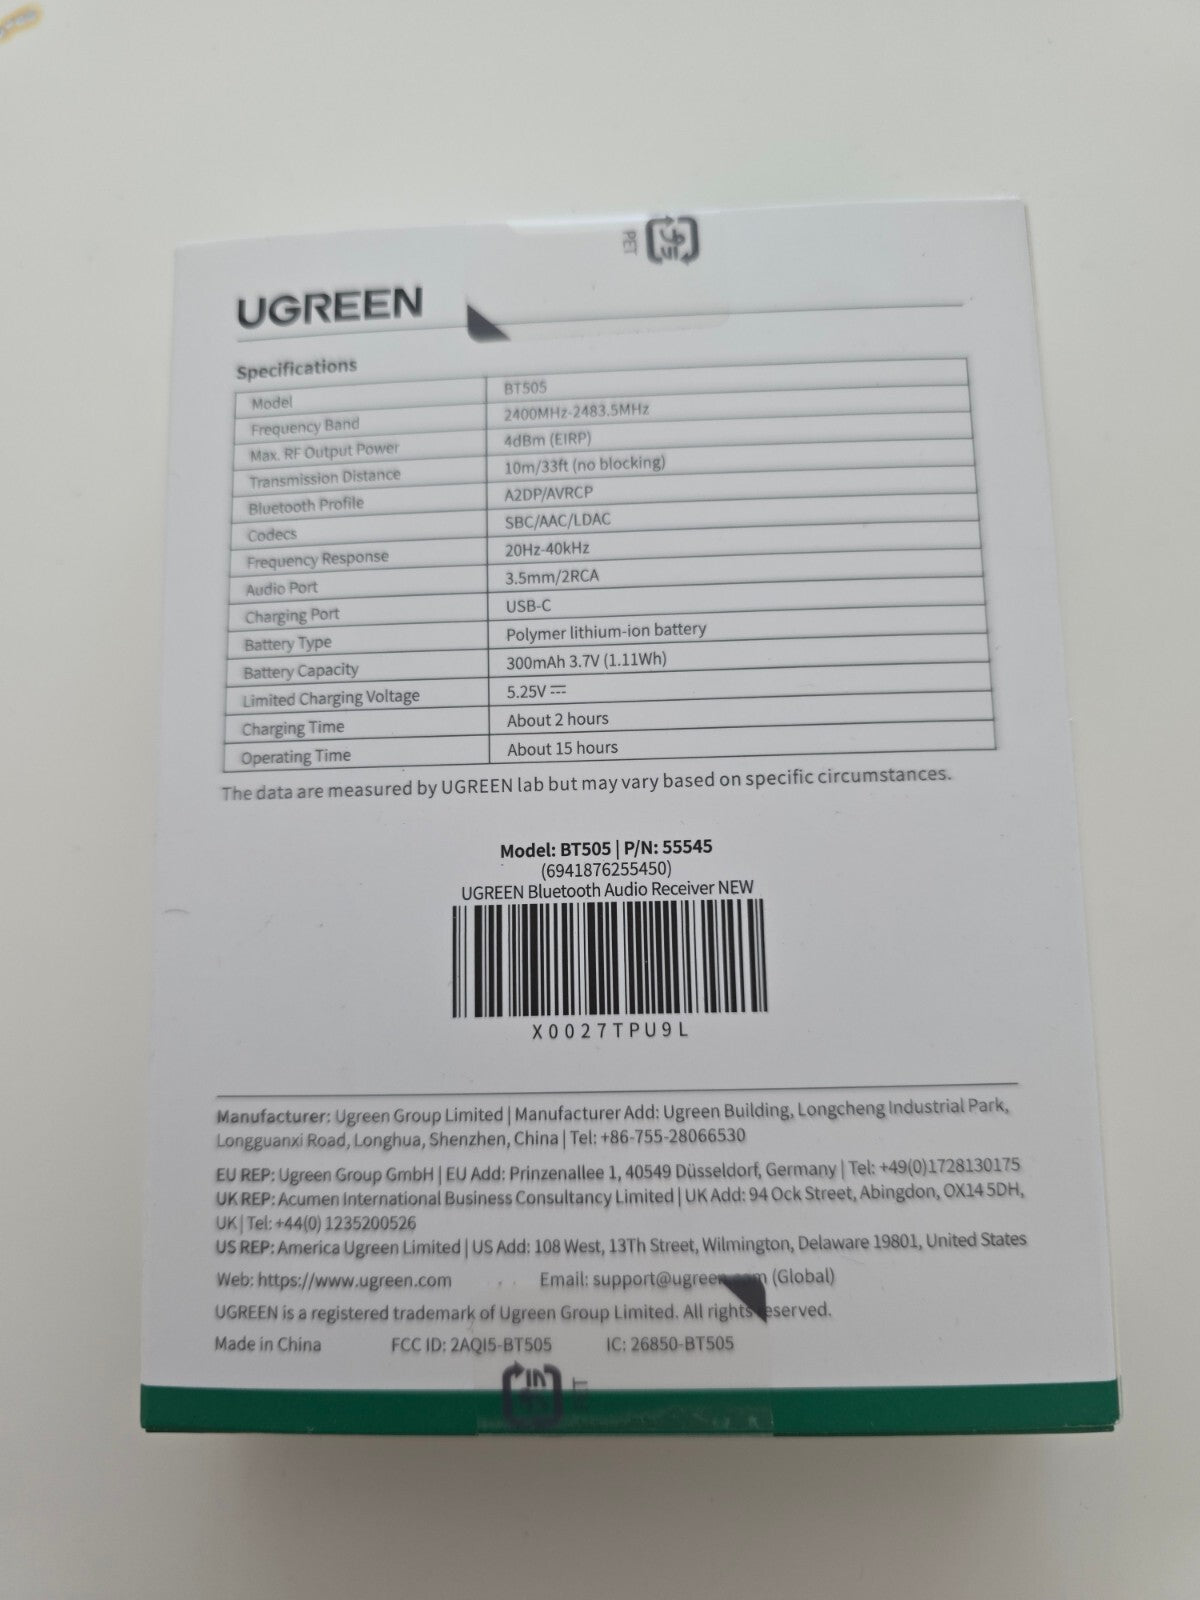 PET
UGREEN
Specifications
Model BT505
Frequency Band 2400MHz-2483.5MHz
Max. RF Output Power 4dBm (EIRP)
Transmission Distance 10m/33ft (no blocking)
Bluetooth Profile A2DP/AVRCP
Codecs SBC/AAC/LDAC
Frequency Response 20Hz-40kHz
Audio Port 3.5mm/2RCA
Charging Port USB-C
Battery Type Polymer lithium-ion battery
Battery Capacity 300mAh 3.7V (1.11Wh)
Limited Charging Voltage 5.25V ⎓
Charging Time About 2 hours
Operating Time About 15 hours
The data are measured by UGREEN lab but may vary based on specific circumstances.
Model: BT505 | P/N: 55545
(6941876255450)
UGREEN Bluetooth Audio Receiver NEW
X0027TPU9L
Manufacturer: Ugreen Group Limited | Manufacturer Add: Ugreen Building, Longcheng Industrial Park,
Longguanxi Road, Longhua, Shenzhen, China | Tel: +86-755-28066530
EU REP: Ugreen Group GmbH | EU Add: Prinzenallee 1, 40549 Düsseldorf, Germany | Tel: +49(0)1728130175
UK REP: Acumen International Business Consultancy Limited | UK Add: 94 Ock Street, Abingdon, OX14 5DH,
UK | Tel: +44(0) 1235200526
US REP: America Ugreen Limited | US Add: 108 West, 13Th Street, Wilmington, Delaware 19801, United States
Web: https://www.ugreen.com Email: support@ugreen.com (Global)
UGREEN is a registered trademark of Ugreen Group Limited. All rights reserved.
Made in China FCC ID: 2AQI5-BT505 IC: 26850-BT505